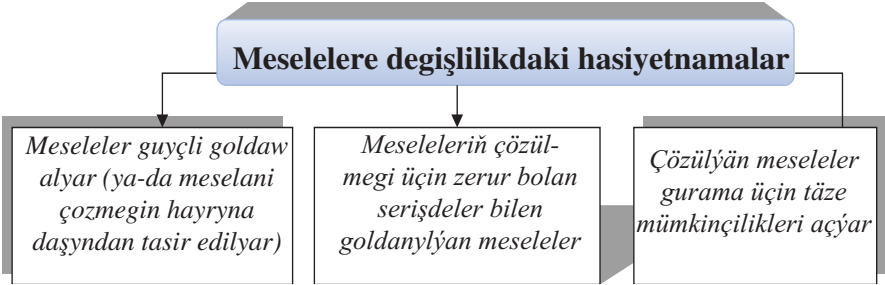 Meselelere degişlilikdaki hasiyetnamalar
Meseleler guyçli goldaw
alyar (ya-da meselani
çozmegin hayryna
daşyndan tasir edilyar)
Meseleleriň çözül-
megi üçin zerur bolan
serişdeler bilen
goldanylýan meseleler
Çözülýän meseleler
gurama üçin täze
mümkinçilikleri açýar